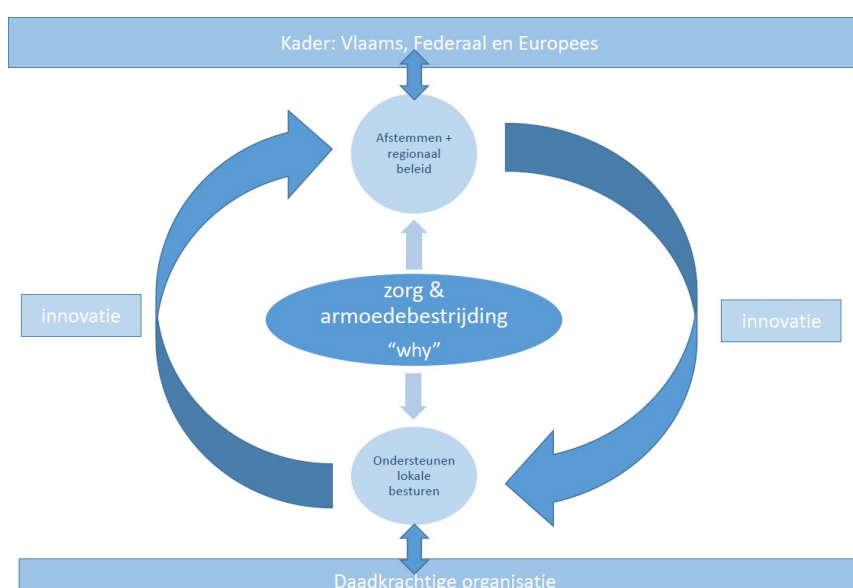 Kader: Vlaams, Federaal en Europees
Afstemmen +
regionaal
beleid
innovatie
zorg &
armoedebestrijding
“why”
innovatie
Ondersteunen
lokale
besturen
Daadkrachtige organisatie